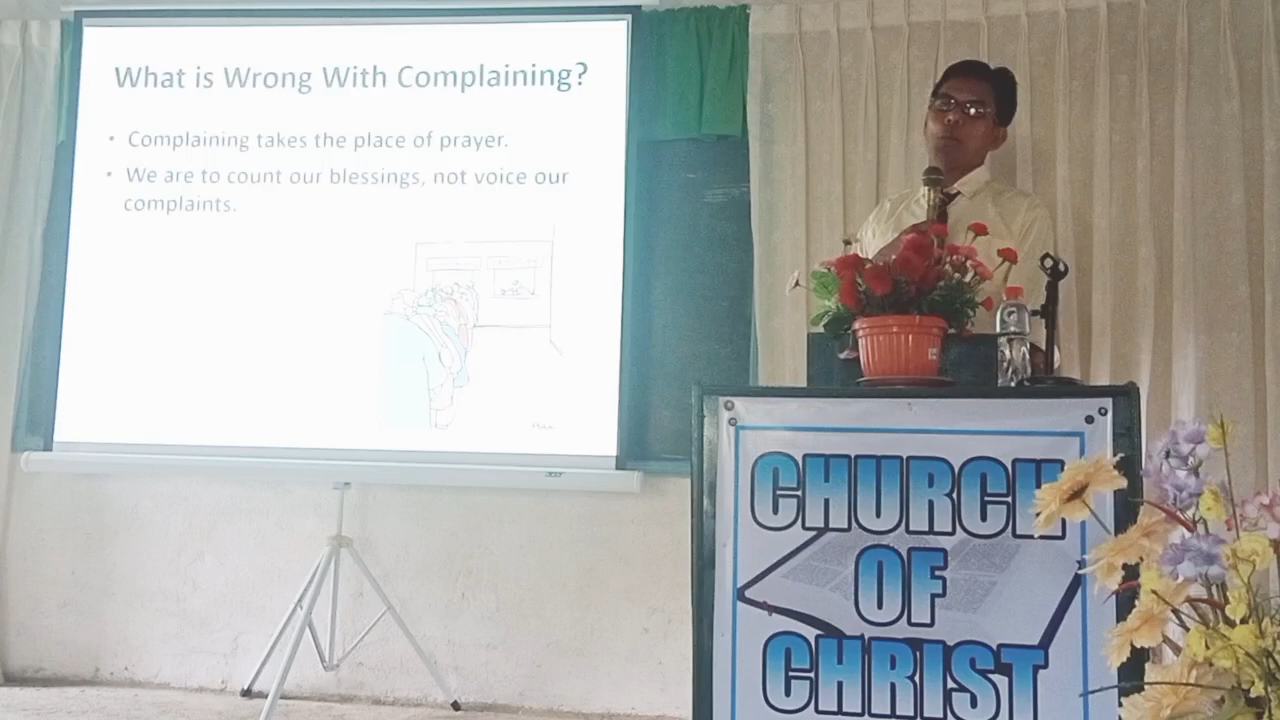 What is Wrong With Complaining?
• Complaining takes the place of prayer.
• We are to count our blessings, not voice our
complaints.
CHURCH
OF
CHRIST